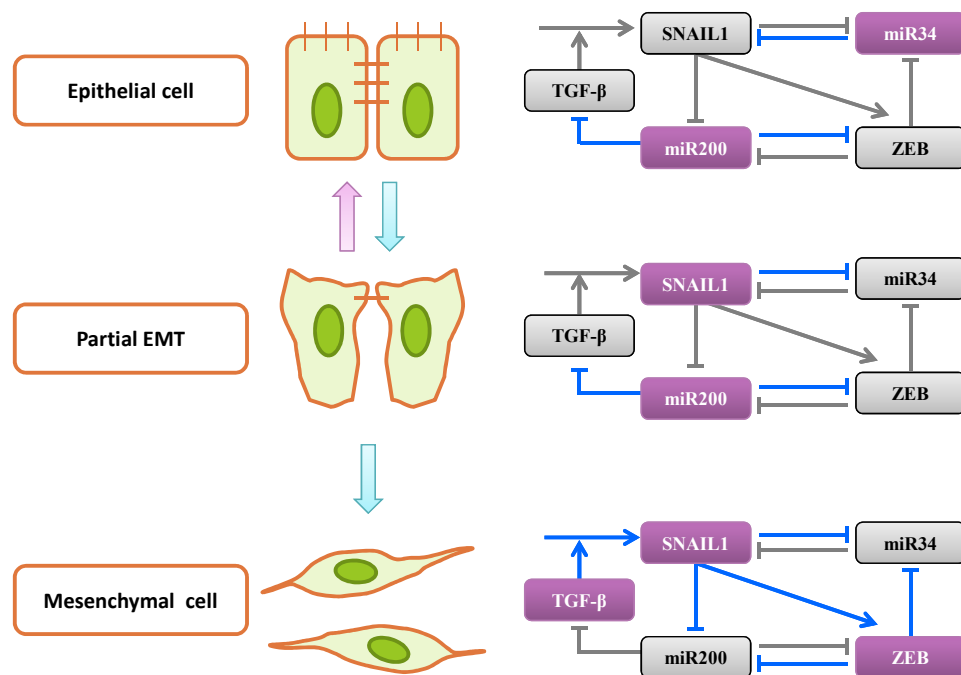 SNAIL1
miR34
Epithelial cell
TGF-β
miR200
ZEB
SNAIL1
miR34
Partial EMT
TGF-β
miR200
ZEB
SNAIL1
miR34
Mesenchymal cell
TGF-β
miR200
ZEB